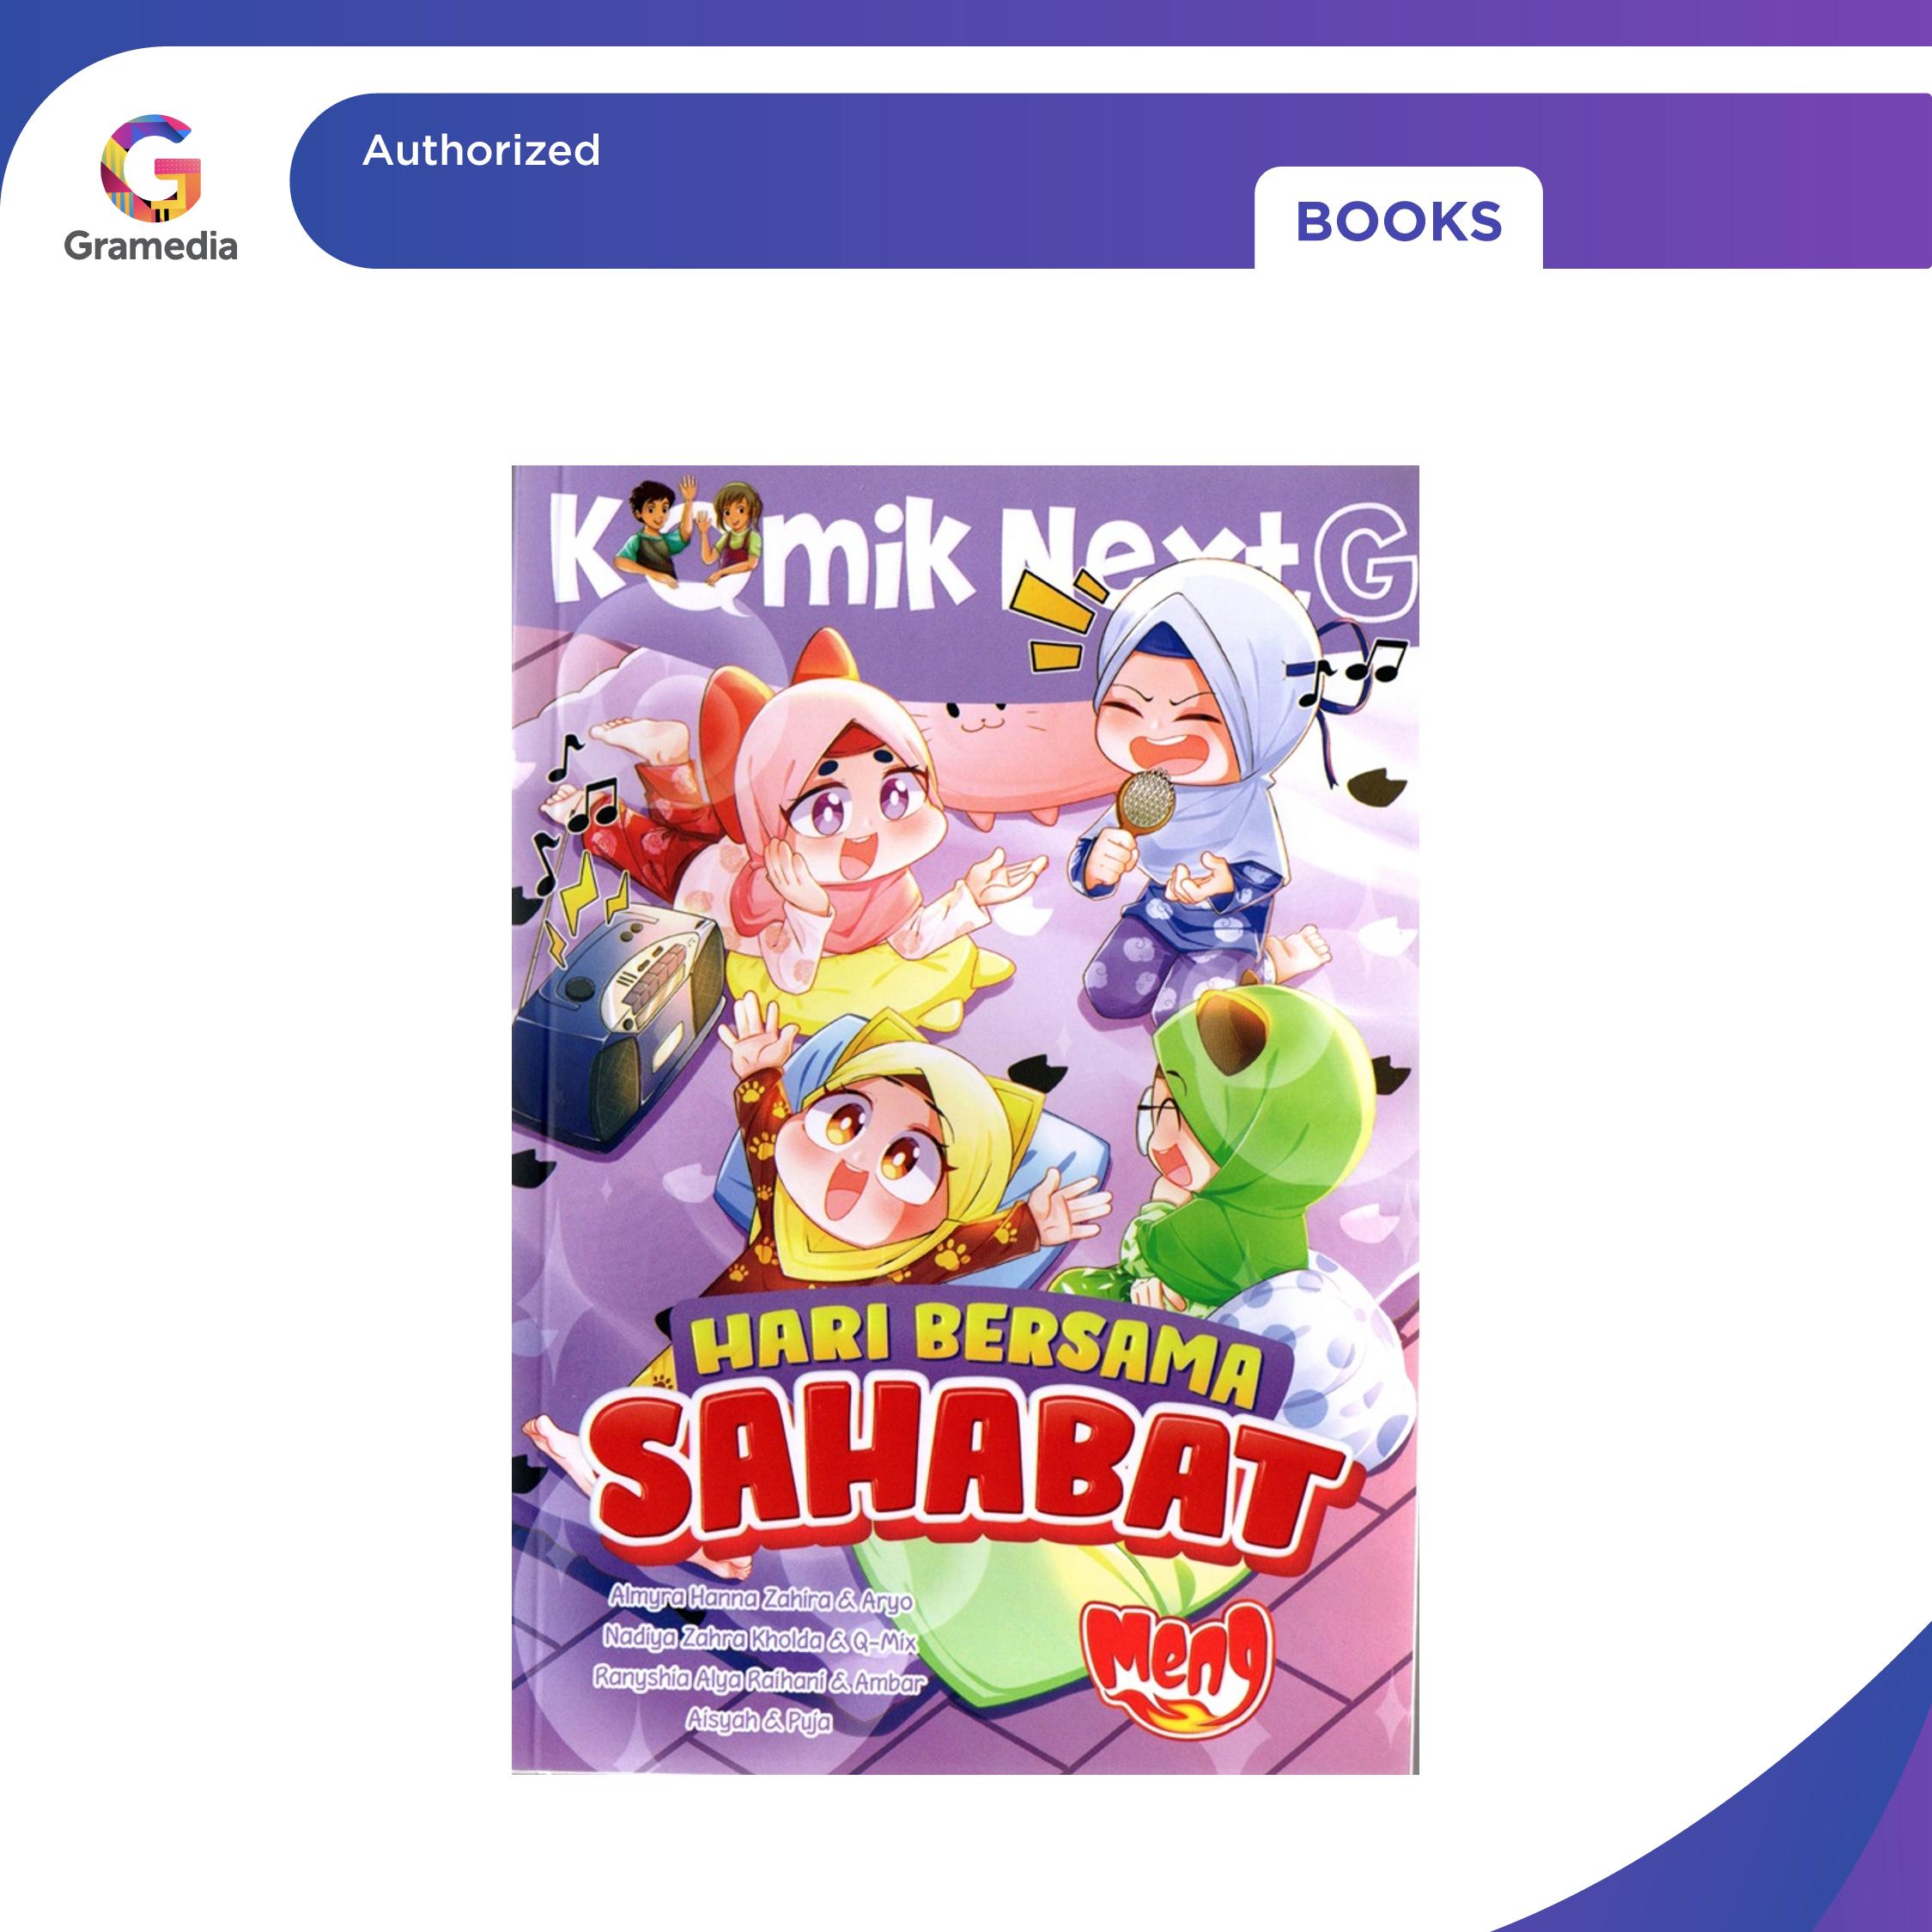 Gramedia
Authorized
BOOKS
Komik Next G
HARI BERSAMA
SAHABAT
Almyra Hanna Zahira & Aryo
Nadiya Zahra Kholda & Q-Mix
Ranyshia Alya Raihani & Ambar
Aisyah & Puja
Meng